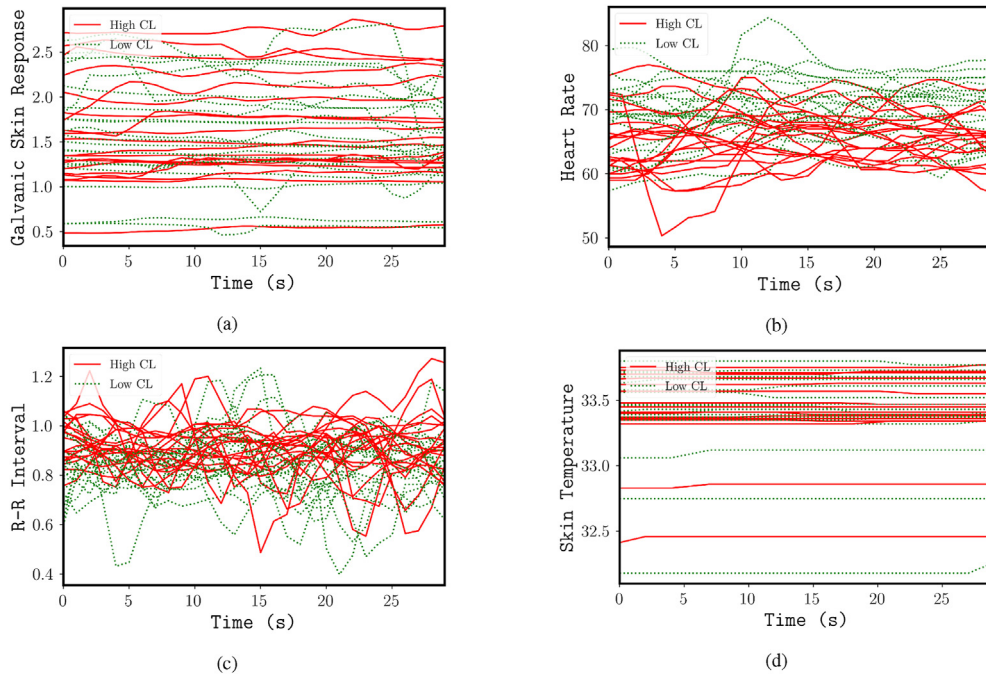 High CL
Low CL
Galvanic Skin Response
2.5
2.0
1.5
1.0
0.5
0 5 10 15 20 25
Time (s)
(a)
High CL
Low CL
Heart Rate
80
70
60
50
0 5 10 15 20 25
Time (s)
(b)
High CL
Low CL
R-R Interval
1.2
1.0
0.8
0.6
0.4
0 5 10 15 20 25
Time (s)
(c)
High CL
Low CL
Skin Temperature
33.5
33.0
32.5
0 5 10 15 20 25
Time (s)
(d)